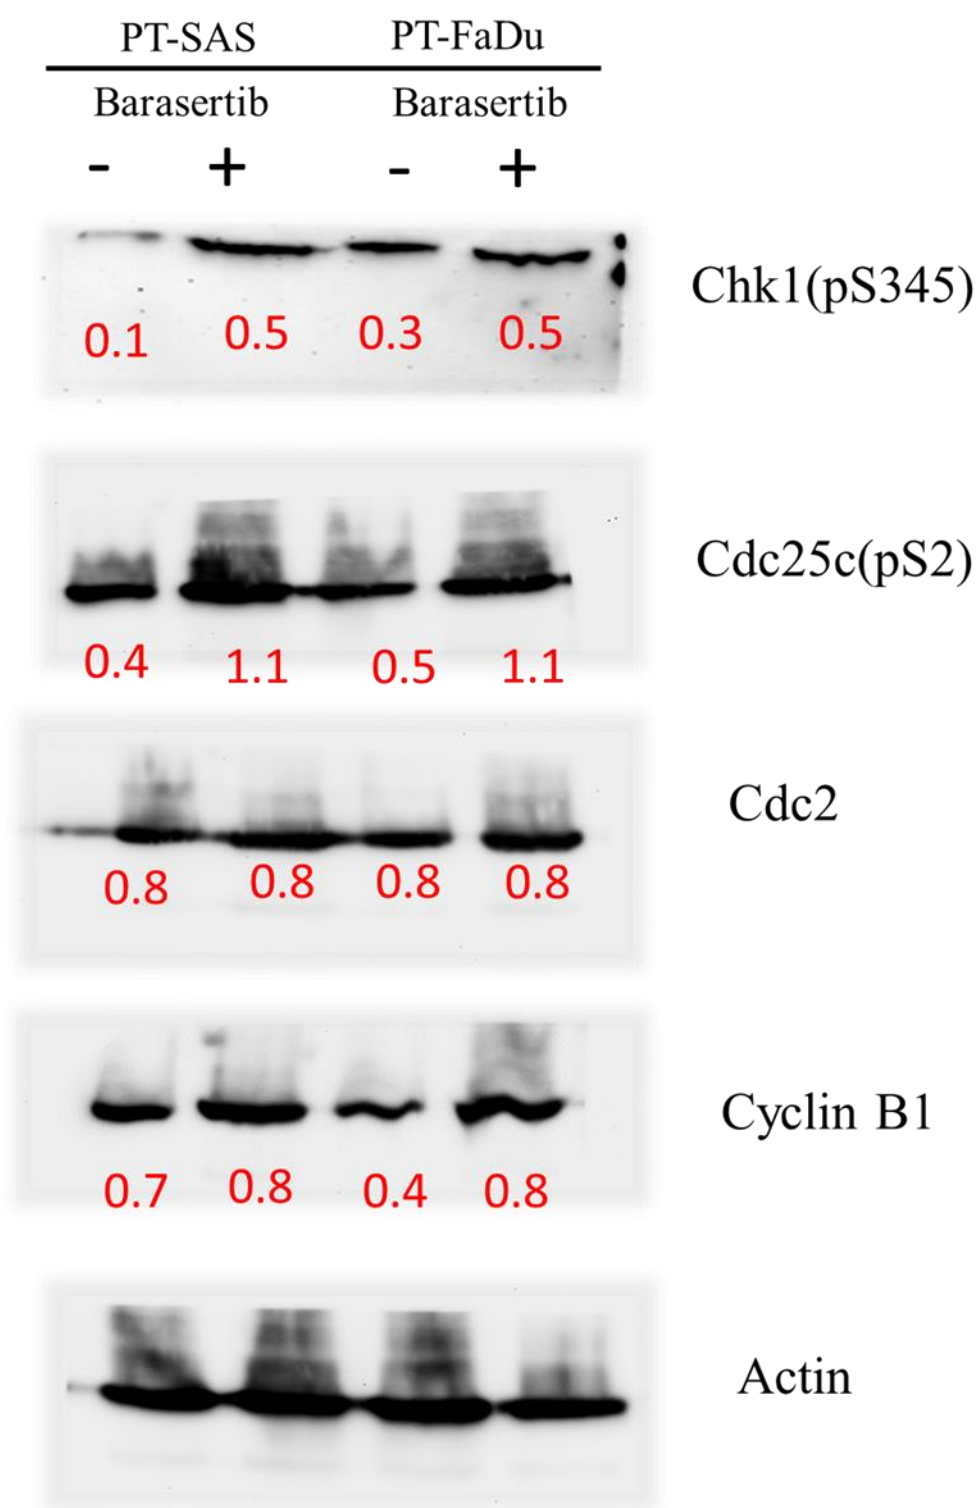 PT-SAS PT-FaDu
Barasertib Barasertib
- + - +
Chk1(pS345)
0.1 0.5 0.3 0.5
Cdc25c(pS2)
0.4 1.1 0.5 1.1
Cdc2
0.8 0.8 0.8 0.8
Cyclin B1
0.7 0.8 0.4 0.8
Actin